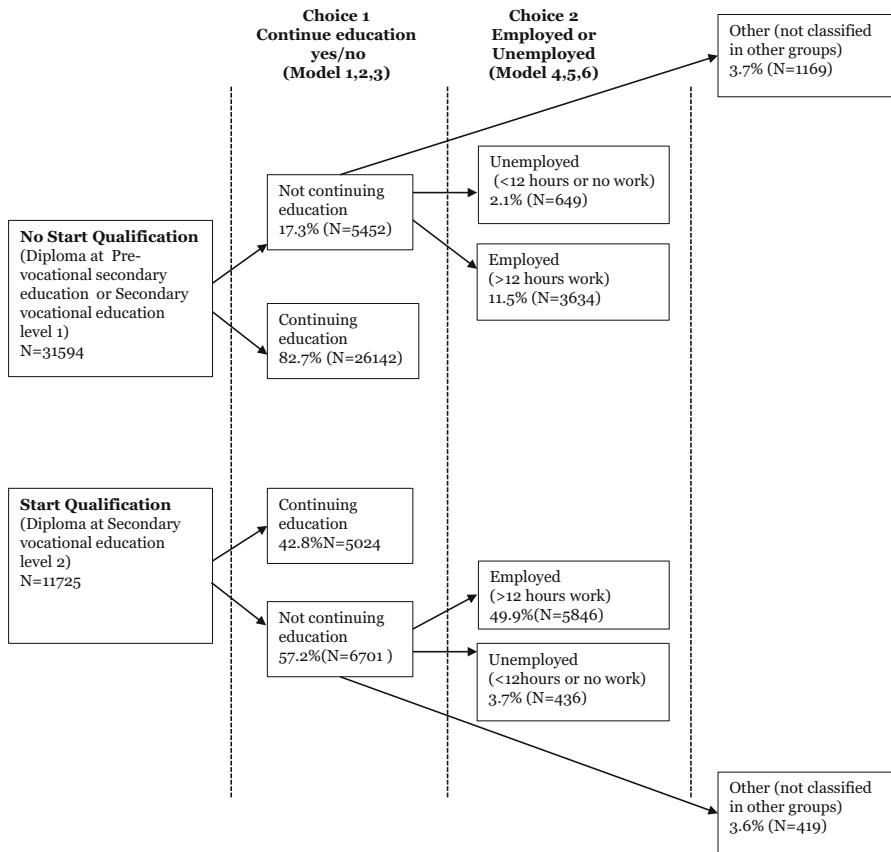 Choice 1
Continue education
yes/no
(Model 1,2,3)
Choice 2
Employed or
Unemployed
(Model 4,5,6)
Other (not classified
in other groups)
3.7% (N=1169)
Not continuing
education
17.3% (N=5452)
Unemployed
(<12 hours or no work)
2.1% (N=649)
No Start Qualification
(Diploma at Pre-
vocational secondary
education or Secondary
vocational education
level 1)
N=31594
Employed
(>12 hours work)
11.5% (N=3634)
Continuing
education
82.7% (N=26142)
Start Qualification
(Diploma at Secondary
vocational education
level 2)
N=11725
Continuing
education
42.8%N=5024
Employed
(>12 hours work)
49.9%(N=5846)
Not continuing
education
57.2%(N=6701 )
Unemployed
(<12hours or no work)
3.7% (N=436)
Other (not classified
in other groups)
3.6% (N=419)